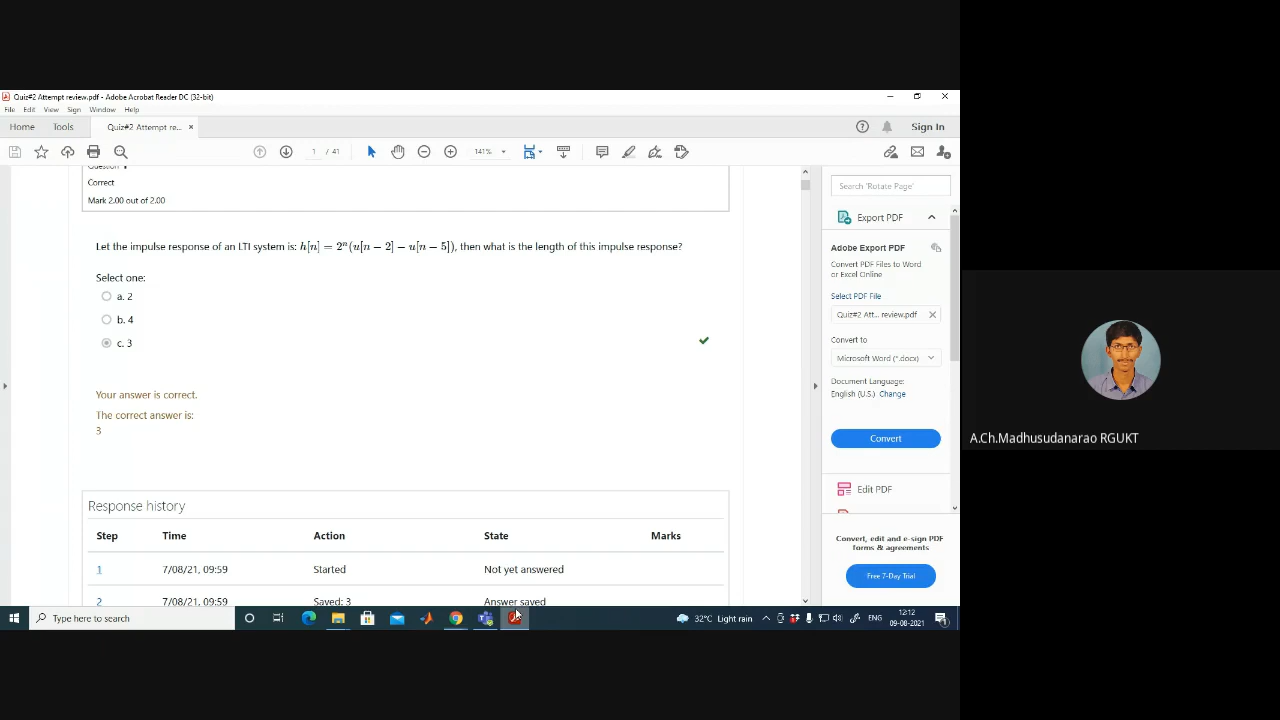 Quiz#2 Attempt review.pdf - Adobe Acrobat Reader DC (32-bit)
File Edit View Sign Window Help
Home Tools Quiz#2 Attempt re... × Sign In
1 / 41 141%
Question
Correct
Mark 2.00 out of 2.00
Let the impulse response of an LTI system is: h[n] = 2ⁿ(u[n − 2] − u[n − 5]), then what is the length of this impulse response?
Select one:
a. 2
b. 4
c. 3
Your answer is correct.
The correct answer is:
3
Response history
Step Time Action State Marks
1 7/08/21, 09:59 Started Not yet answered
2 7/08/21, 09:59 Saved: 3 Answer saved
Search 'Rotate Page'
Export PDF
Adobe Export PDF
Convert PDF Files to Word
or Excel Online
Select PDF File
Quiz#2 Att... review.pdf
Convert to
Microsoft Word (*.docx)
Document Language:
English (U.S.) Change
Convert
Edit PDF
Convert, edit and e-sign PDF
forms & agreements
Free 7-Day Trial
Type here to search 32°C Light rain ENG 12:12
09-08-2021
A.Ch.Madhusudanarao RGUKT